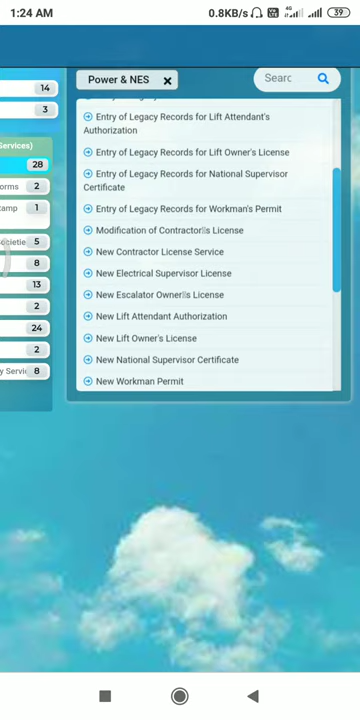 1:24 AM 0.8KB/s 4G 39
14
Power & NES ×
3
Services)
28
orms 2
tamp 1
Societie 5
8
13
2
24
2
y Servi 8
Entry of Legacy Records for Lift Attendant's
Authorization
Entry of Legacy Records for Lift Owner's License
Entry of Legacy Records for National Supervisor
Certificate
Entry of Legacy Records for Workman's Permit
Modification of Contractor▯s License
New Contractor License Service
New Electrical Supervisor License
New Escalator Owner▯s License
New Lift Attendant Authorization
New Lift Owner's License
New National Supervisor Certificate
New Workman Permit